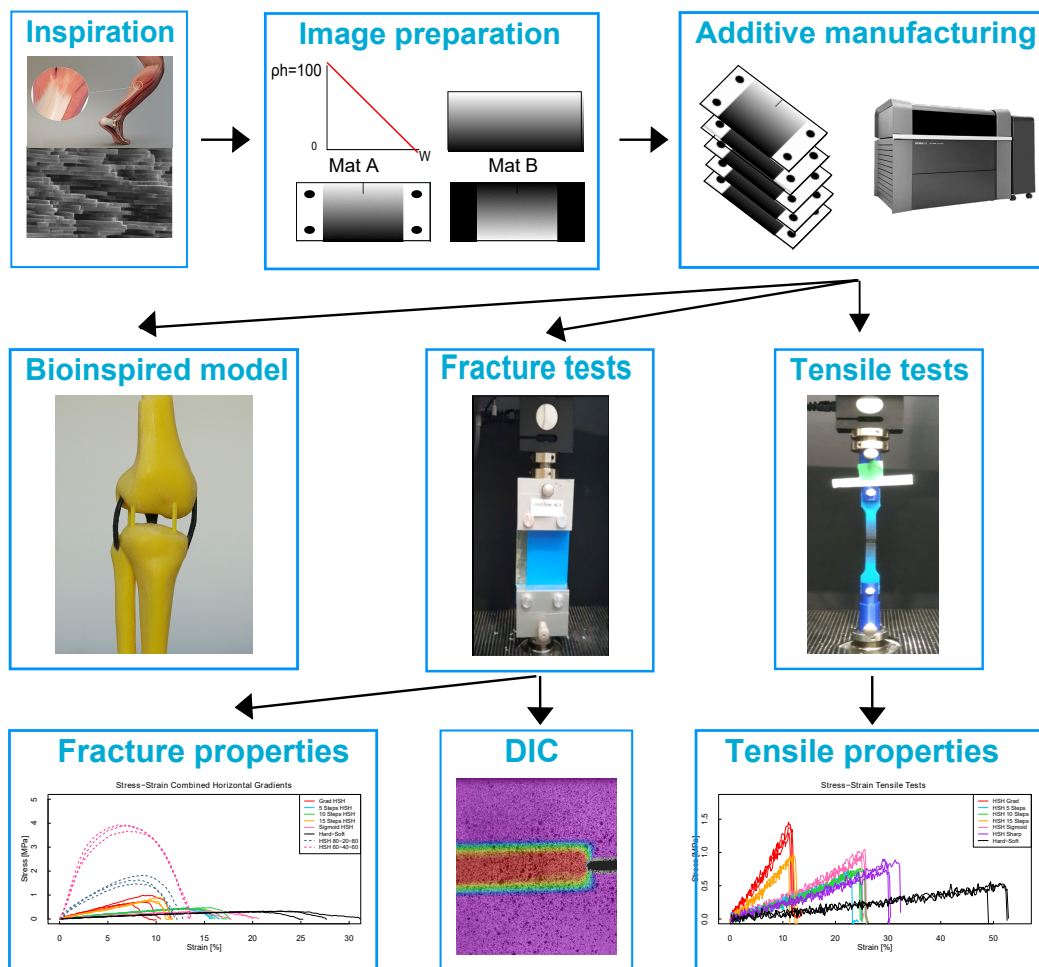 Inspiration
Image preparation
Additive manufacturing
ρh=100
0
W
Mat A
Mat B
Bioinspired model
Fracture tests
Tensile tests
Fracture properties
DIC
Tensile properties
Stress−Strain Combined Horizontal Gradients
Stress [MPa]
5
4
3
2
1
0
Grad HSH
5 Steps HSH
10 Steps HSH
15 Steps HSH
Sigmoid HSH
Hard−Soft
HSH 80−20−80
HSH 60−40−60
0 5 10 15 20 25 30
Strain [%]
Stress−Strain Tensile Tests
Stress [MPa]
1.5
1.0
0.5
0.0
HSH Grad
HSH 5 Steps
HSH 10 Steps
HSH 15 Steps
HSH Sigmoid
HSH Sharp
Hard−Soft
0 10 20 30 40 50
Strain [%]